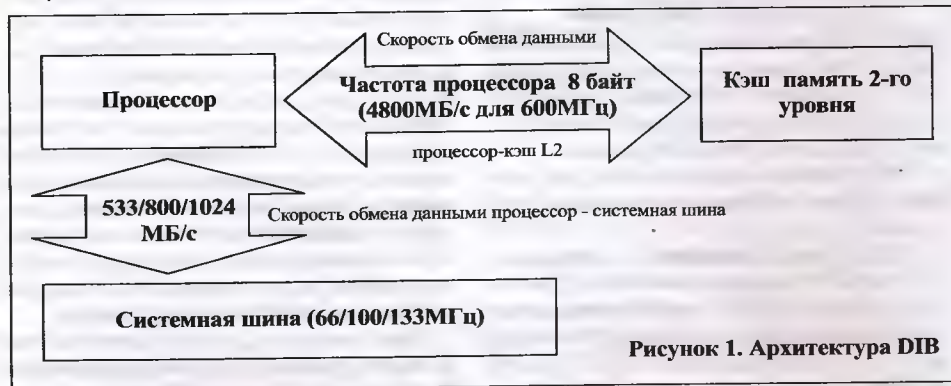 Скорость обмена данными
Процессор
Частота процессора 8 байт
(4800МБ/с для 600МГц)
Кэш память 2-го
уровня
процессор-кэш L2
533/800/1024
МБ/с
Скорость обмена данными процессор - системная шина
Системная шина (66/100/133МГц)
Рисунок 1. Архитектура DIB